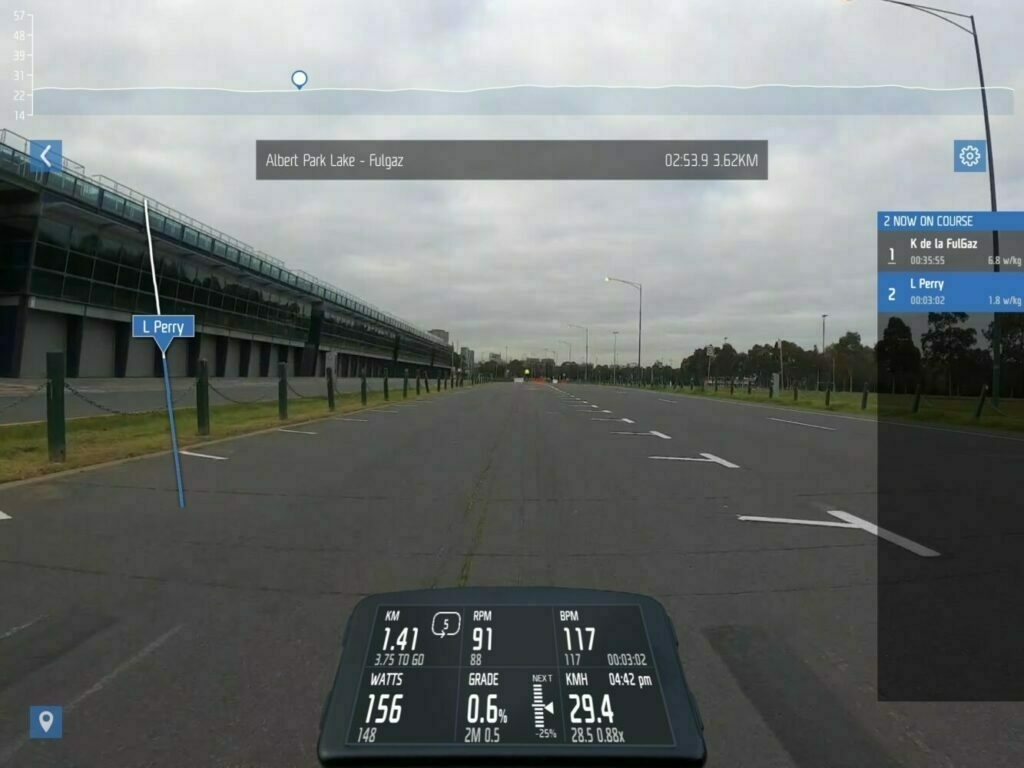 57
48
39
31
22
14
Albert Park Lake - Fulgaz 02:53.9 3.62KM
2 NOW ON COURSE
1 K de la FulGaz
00:35:55 6.8 w/kg
L Perry
2 L Perry
00:03:02 1.8 w/kg
KM 5 RPM BPM
1.41 91 117
3.75 TO GO 88 117 00:03:02
WATTS GRADE NEXT KMH 04:42 pm
156 0.6% 29.4
148 2M 0.5 -25% 28.5 0.88x